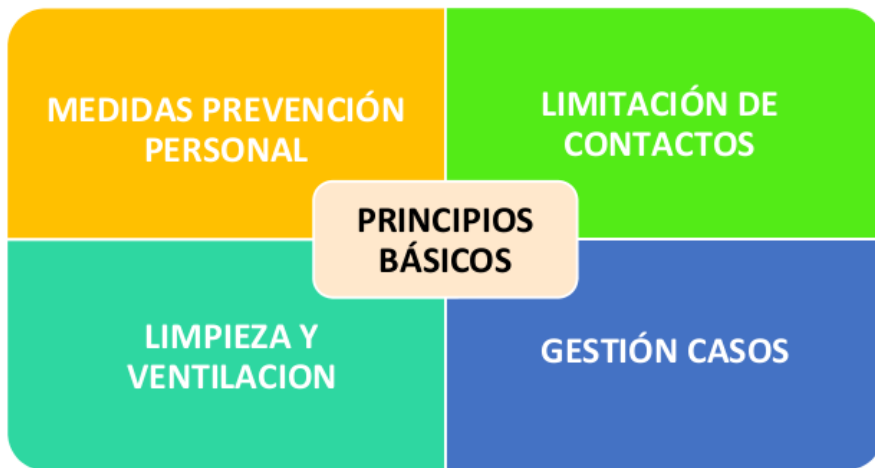 MEDIDAS PREVENCIÓN
PERSONAL
LIMITACIÓN DE
CONTACTOS
PRINCIPIOS
BÁSICOS
LIMPIEZA Y
VENTILACION
GESTIÓN CASOS